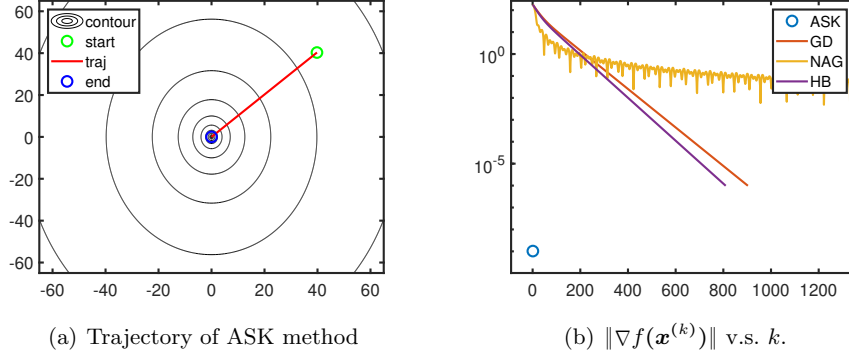 contour
start
traj
end
60
40
20
0
-20
-40
-60
-60 -40 -20 0 20 40 60
(a) Trajectory of ASK method
ASK
GD
NAG
HB
10^0
10^-5
0 200 400 600 800 1000 1200
(b) ‖∇f(x^(k))‖ v.s. k.